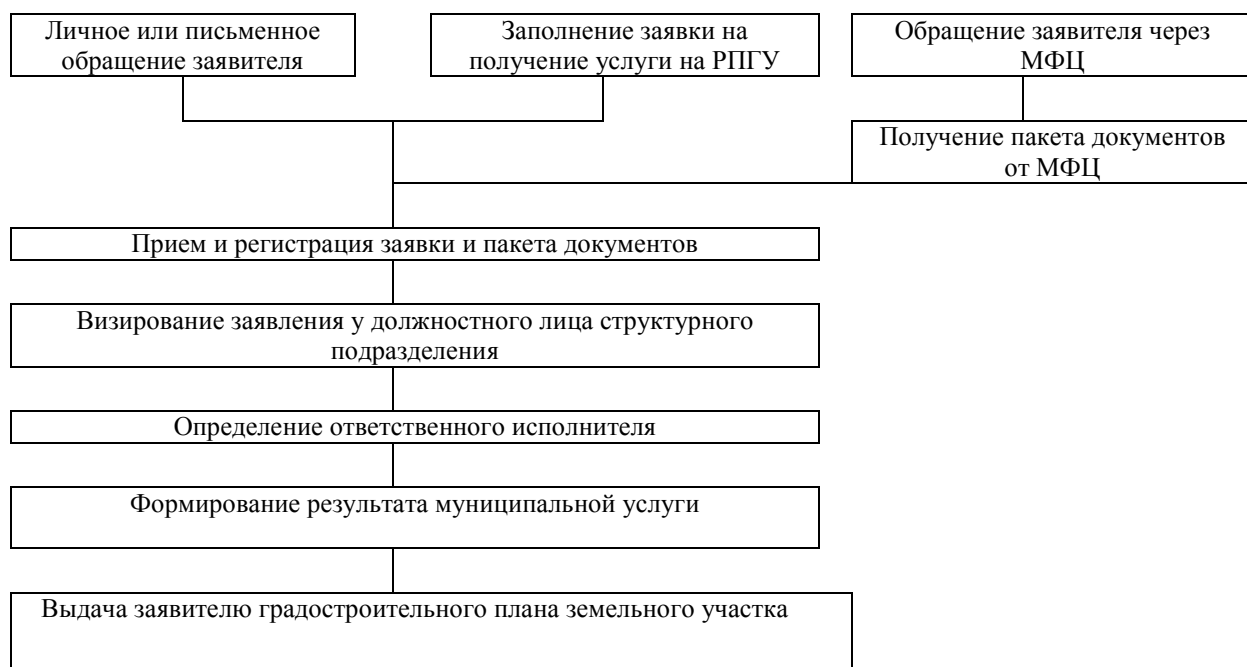 Личное или письменное
обращение заявителя
Заполнение заявки на
получение услуги на РПГУ
Обращение заявителя через
МФЦ
Получение пакета документов
от МФЦ
Прием и регистрация заявки и пакета документов
Визирование заявления у должностного лица структурного
подразделения
Определение ответственного исполнителя
Формирование результата муниципальной услуги
Выдача заявителю градостроительного плана земельного участка